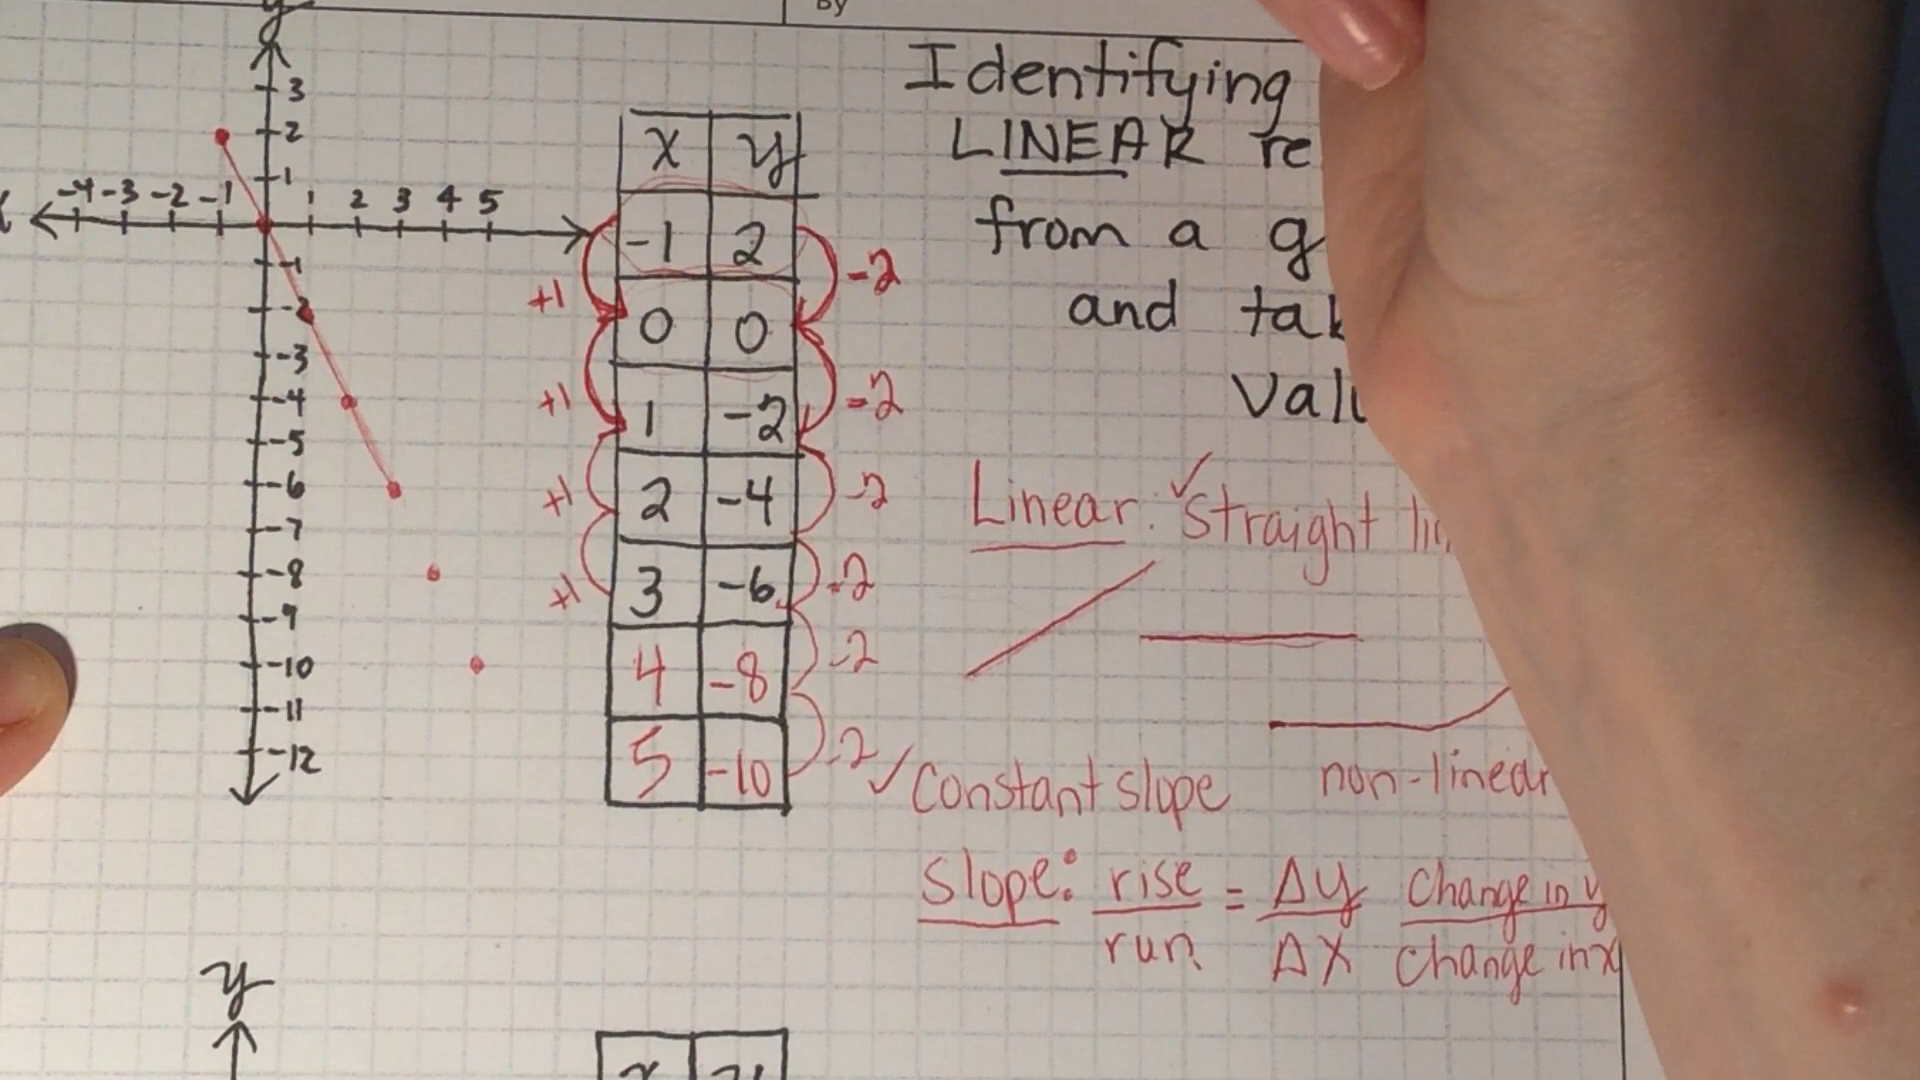 By
y
3
2
1
-4 -3 -2 -1 1 2 3 4 5
-1
-2
-3
-4
-5
-6
-7
-8
-9
-10
-11
-12
x y
-1 2
0 0
1 -2
2 -4
3 -6
4 -8
5 -10
+1
+1
+1
+1
-2
-2
-2
-2
-2
-2
Identifying
LINEAR re
from a g
and
Linear: ✓Straight
non-linear
✓Constant slope
Slope: rise = Δy Change in y
run ΔX Change in x
y
x y